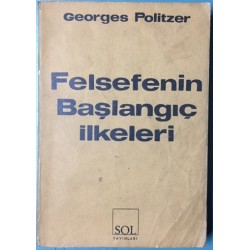 Georges Politzer
Felsefenin
Başlangıç
ilkeleri
SOL
YAYINLARI